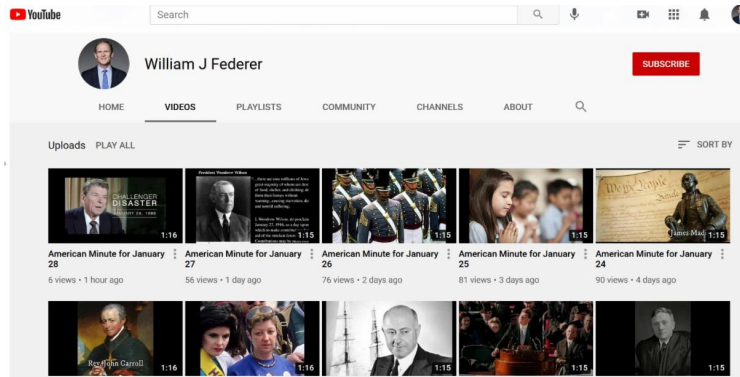 YouTube
Search
William J Federer
SUBSCRIBE
HOME VIDEOS PLAYLISTS COMMUNITY CHANNELS ABOUT
Uploads PLAY ALL
SORT BY
CHALLENGER
DISASTER
JANUARY 28, 1986
1:16
President Woodrow Wilson
1:15
1:15
1:15
We the People
James Mad
1:15
American Minute for January
28
6 views • 1 hour ago
American Minute for January
27
56 views • 1 day ago
American Minute for January
26
76 views • 2 days ago
American Minute for January
25
81 views • 3 days ago
American Minute for January
24
90 views • 4 days ago
Rev John Carroll
1:16
1:16
1:15
1:15
1:15